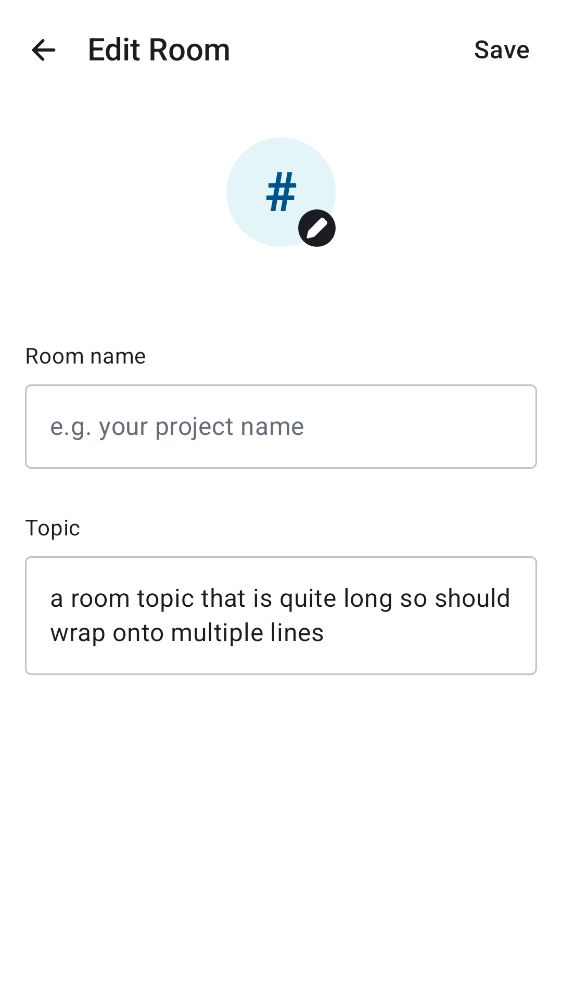 Edit Room
Save
#
Room name
e.g. your project name
Topic
a room topic that is quite long so should
wrap onto multiple lines